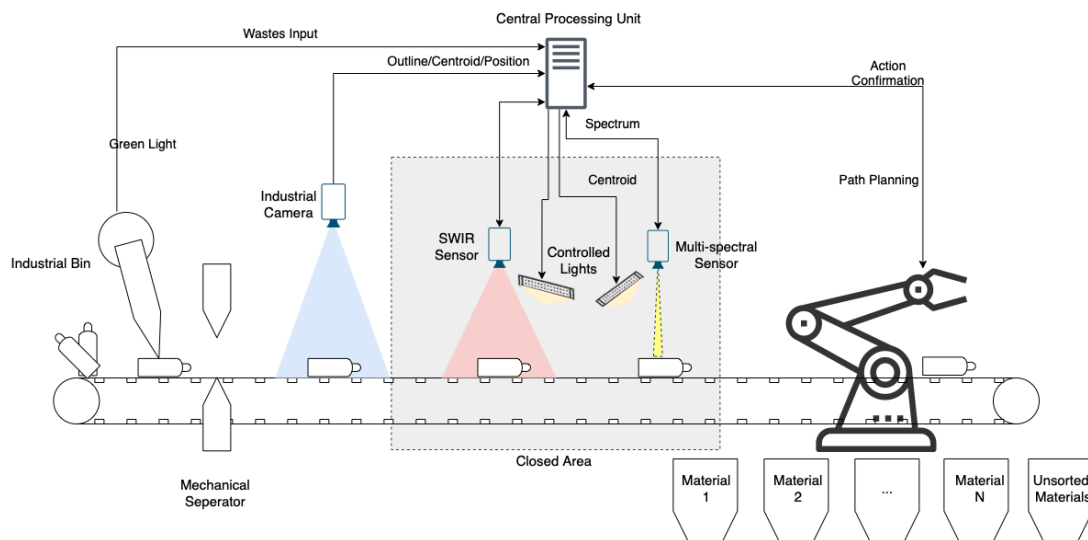 Central Processing Unit
Wastes Input
Outline/Centroid/Position
Action
Confirmation
Spectrum
Green Light
Centroid
Path Planning
Industrial
Camera
SWIR
Sensor
Controlled
Lights
Multi-spectral
Sensor
Industrial Bin
Closed Area
Mechanical
Seperator
Material
1
Material
2
...
Material
N
Unsorted
Materials